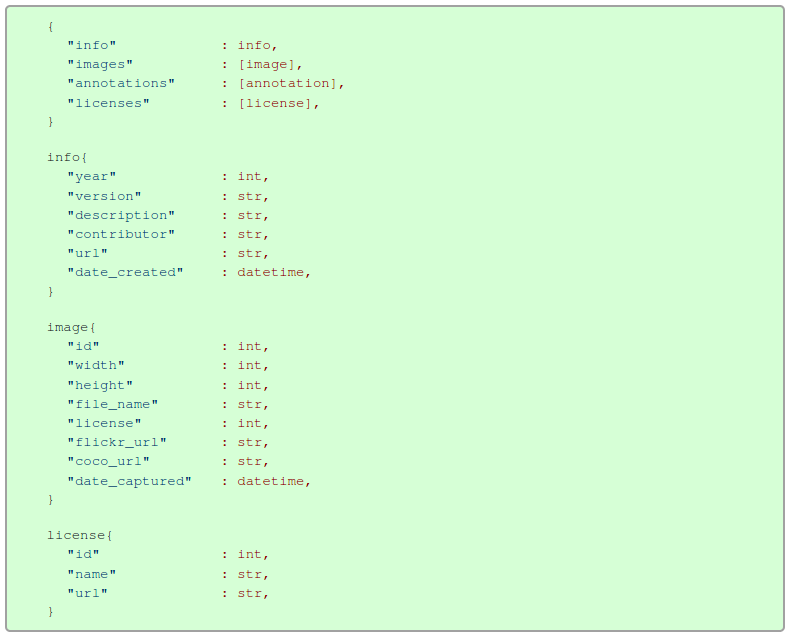 {
"info" : info,
"images" : [image],
"annotations" : [annotation],
"licenses" : [license],
}
info{
"year" : int,
"version" : str,
"description" : str,
"contributor" : str,
"url" : str,
"date_created" : datetime,
}
image{
"id" : int,
"width" : int,
"height" : int,
"file_name" : str,
"license" : int,
"flickr_url" : str,
"coco_url" : str,
"date_captured" : datetime,
}
license{
"id" : int,
"name" : str,
"url" : str,
}